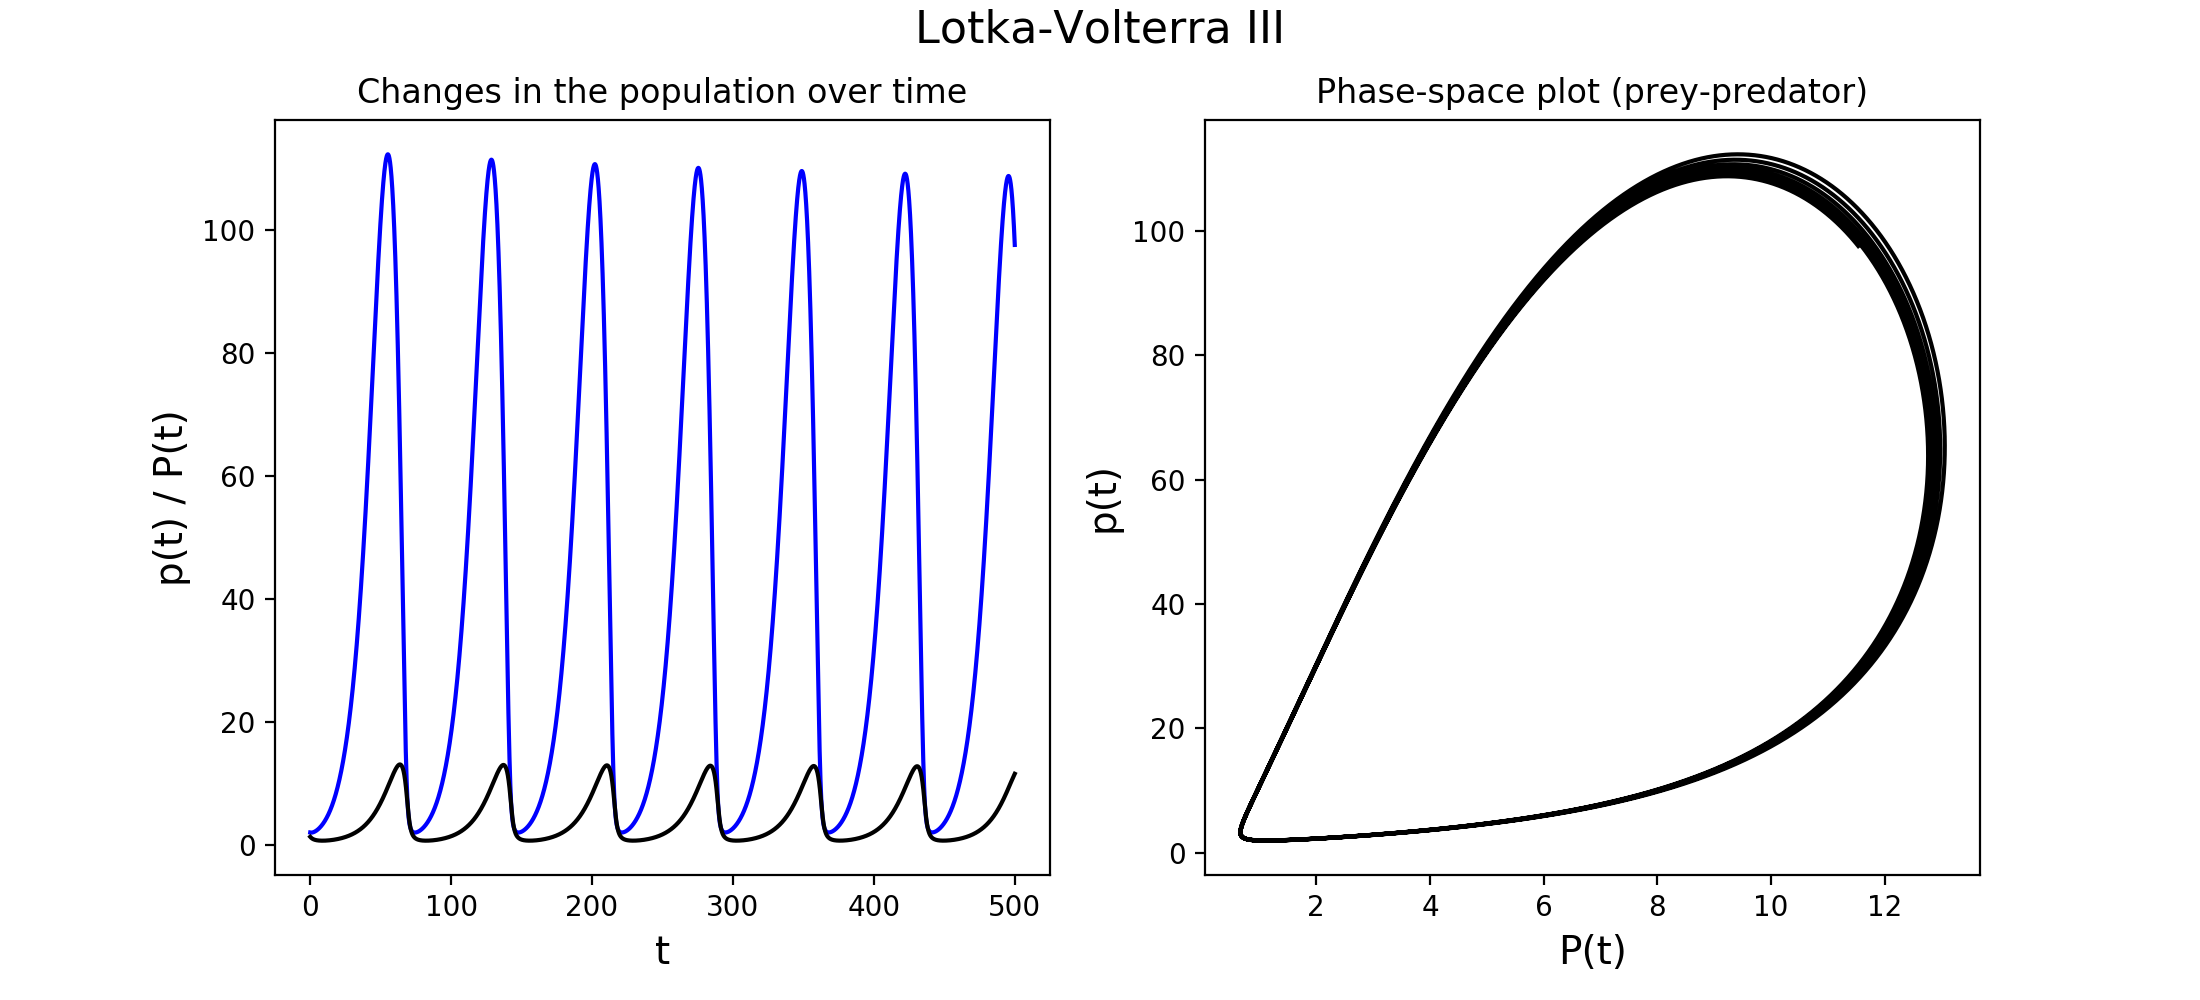 Lotka-Volterra III
Changes in the population over time
p(t) / P(t)
100
80
60
40
20
0
0 100 200 300 400 500
t
Phase-space plot (prey-predator)
p(t)
100
80
60
40
20
0
2 4 6 8 10 12
P(t)